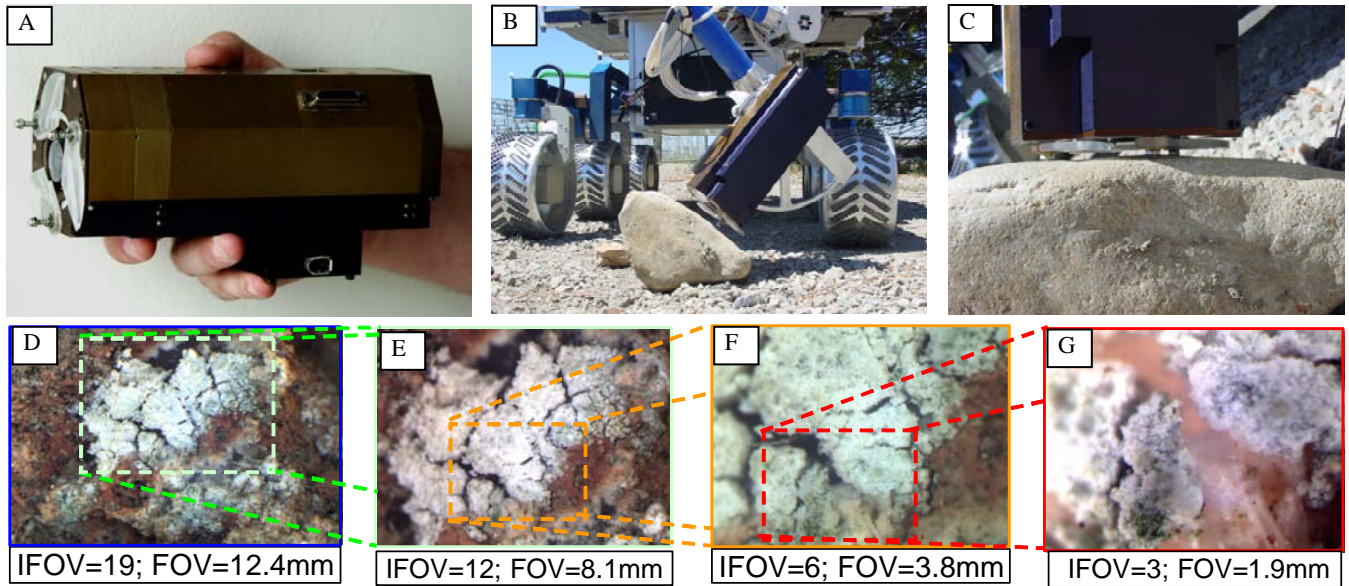 A
B
C
D
E
F
G
IFOV=19; FOV=12.4mm
IFOV=12; FOV=8.1mm
IFOV=6; FOV=3.8mm
IFOV=3; FOV=1.9mm